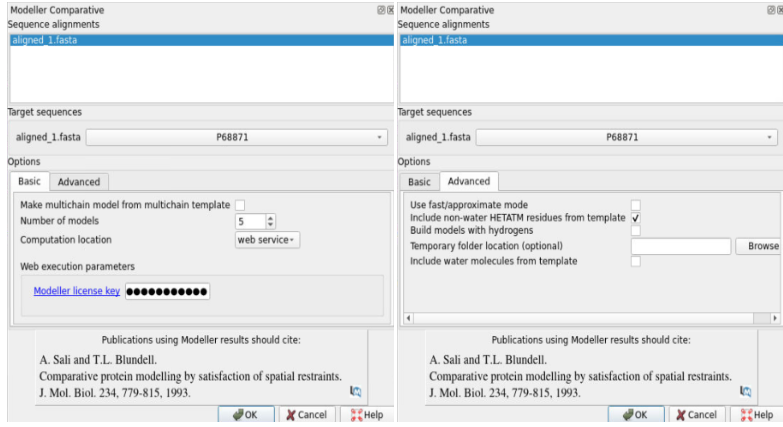 Modeller Comparative
Sequence alignments
aligned_1.fasta
Target sequences
aligned_1.fasta P68871
Options
Basic Advanced
Make multichain model from multichain template
Number of models 5
Computation location web service
Web execution parameters
Modeller license key ●●●●●●●●●●●
Publications using Modeller results should cite:
A. Sali and T.L. Blundell.
Comparative protein modelling by satisfaction of spatial restraints.
J. Mol. Biol. 234, 779-815, 1993.
OK Cancel Help
Modeller Comparative
Sequence alignments
aligned_1.fasta
Target sequences
aligned_1.fasta P68871
Options
Basic Advanced
Use fast/approximate mode
Include non-water HETATM residues from template
Build models with hydrogens
Temporary folder location (optional) Browse
Include water molecules from template
Publications using Modeller results should cite:
A. Sali and T.L. Blundell.
Comparative protein modelling by satisfaction of spatial restraints.
J. Mol. Biol. 234, 779-815, 1993.
OK Cancel Help